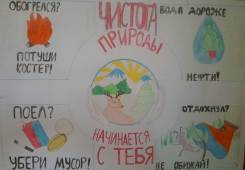 ОБОГРЕЛСЯ?
ПОТУШИ
КОСТЕР!
ЧИСТОТА
ПРИРОДЫ
НАЧИНАЕТСЯ
С ТЕБЯ
ВОДА ДОРОЖЕ
НЕФТИ!
ПОЕЛ?
УБЕРИ МУСОР!
ОТДОХНУЛ?
НЕ ОБИЖАЙ!